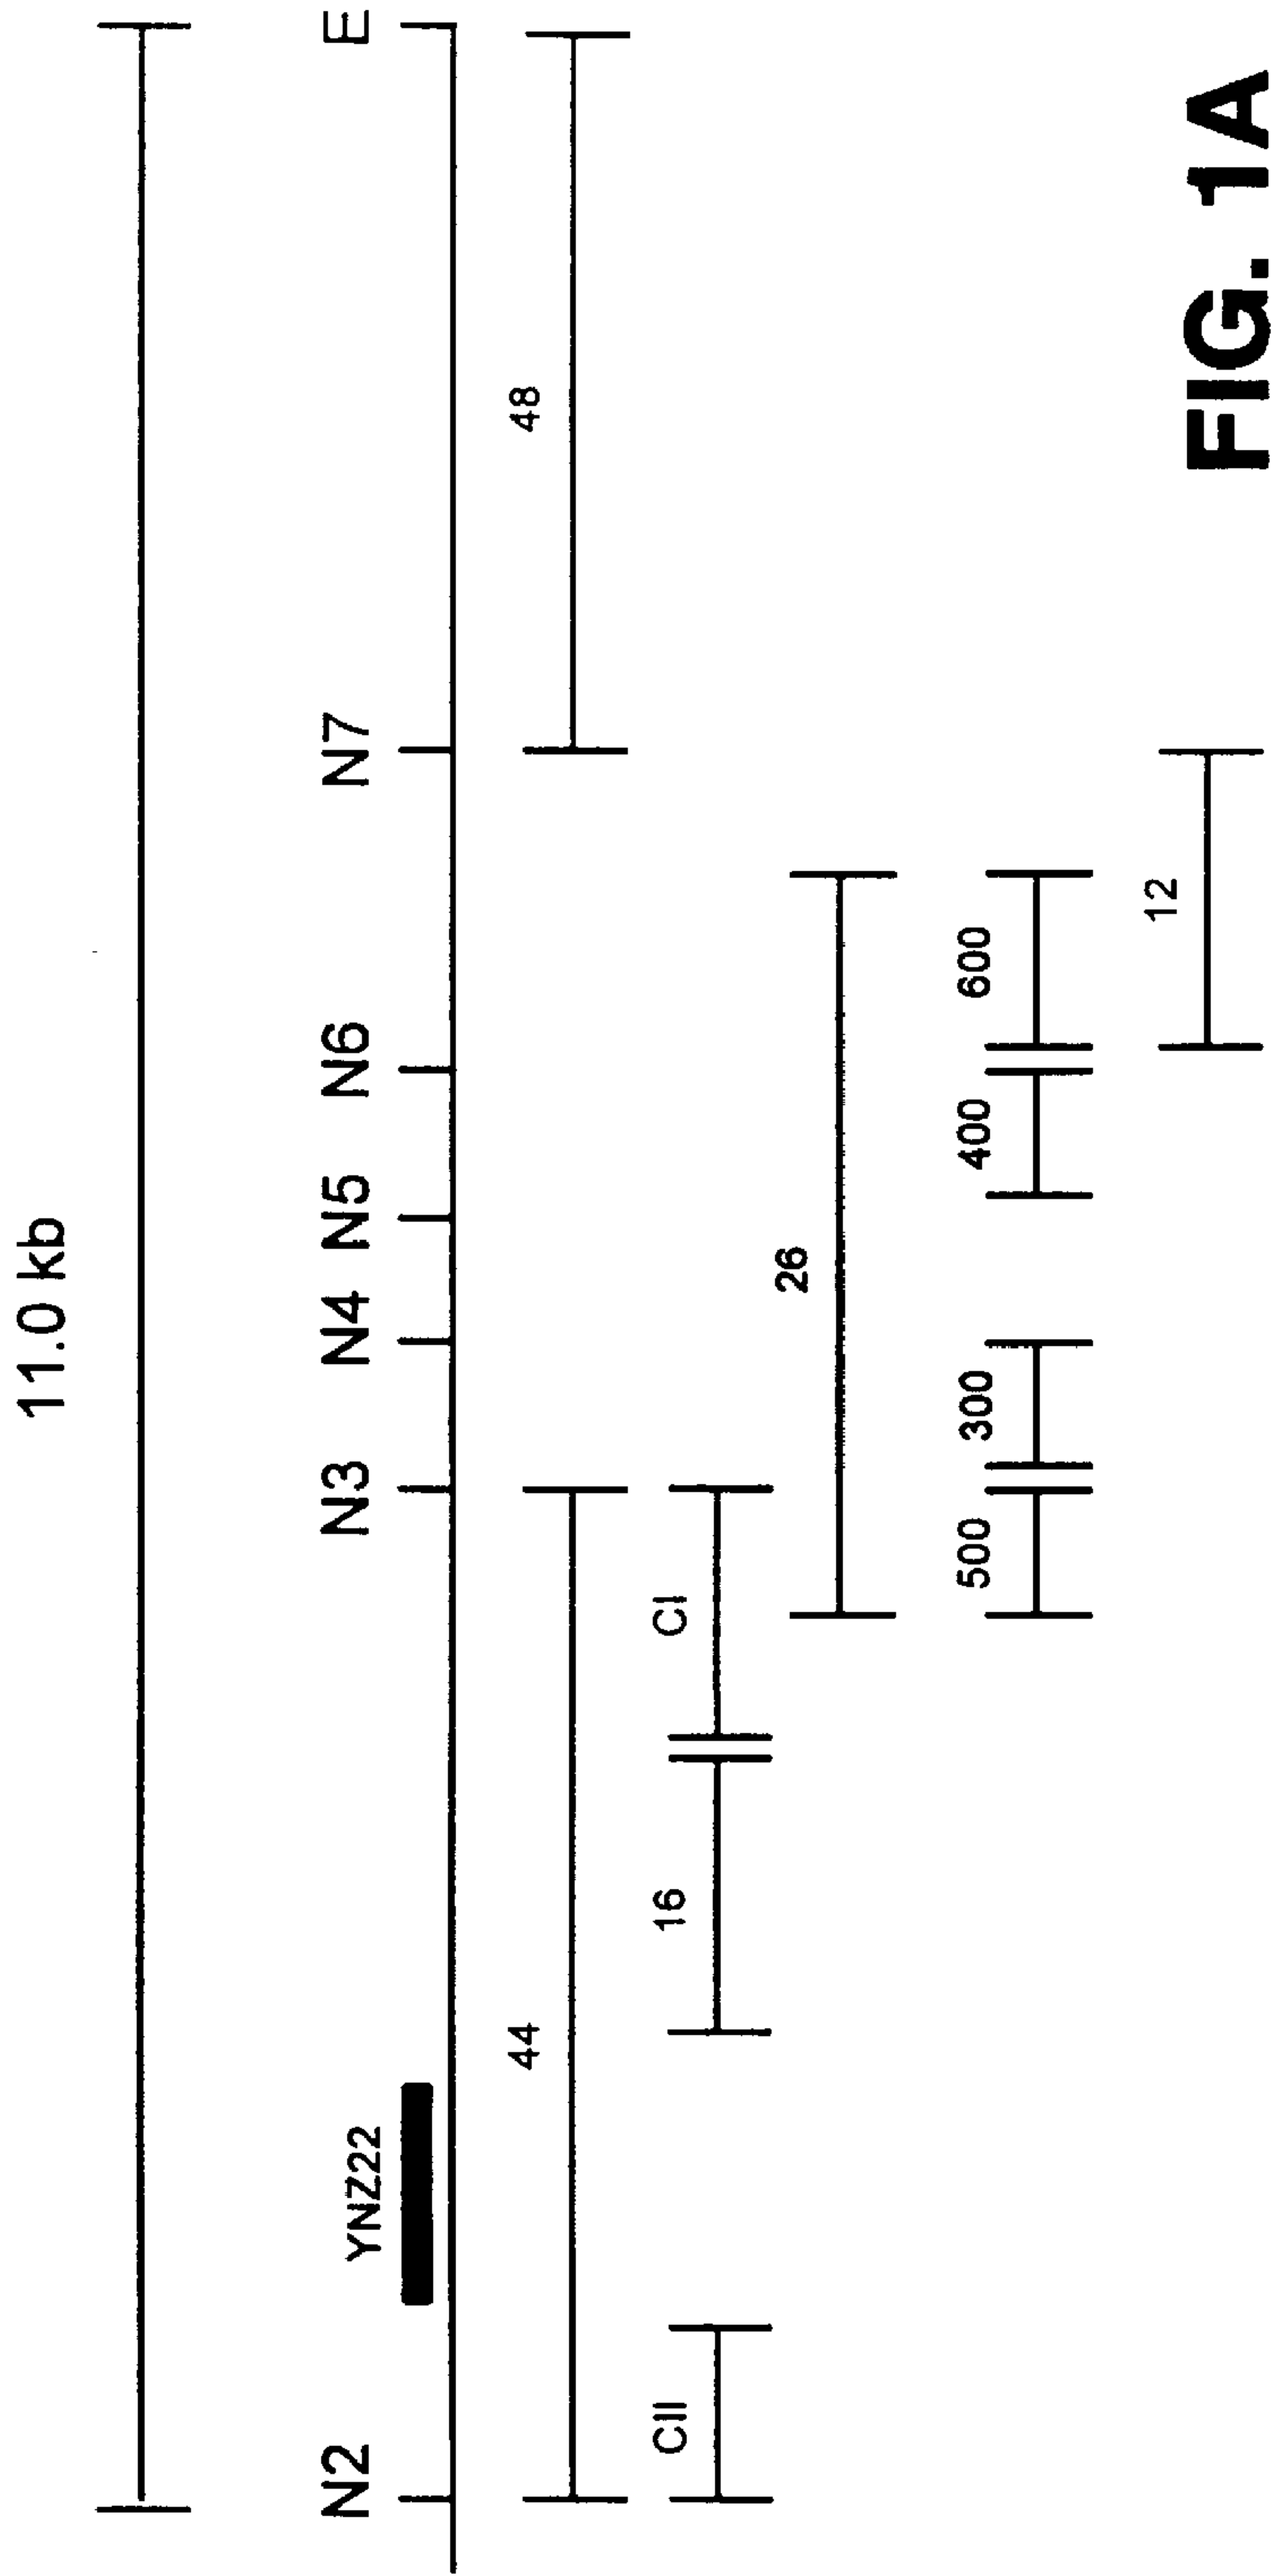 11.0 kb
N2 YNZ22 N3 N4 N5 N6 N7 E
44 48
CII 16 CI
26
500 300 400 600
12
FIG. 1A